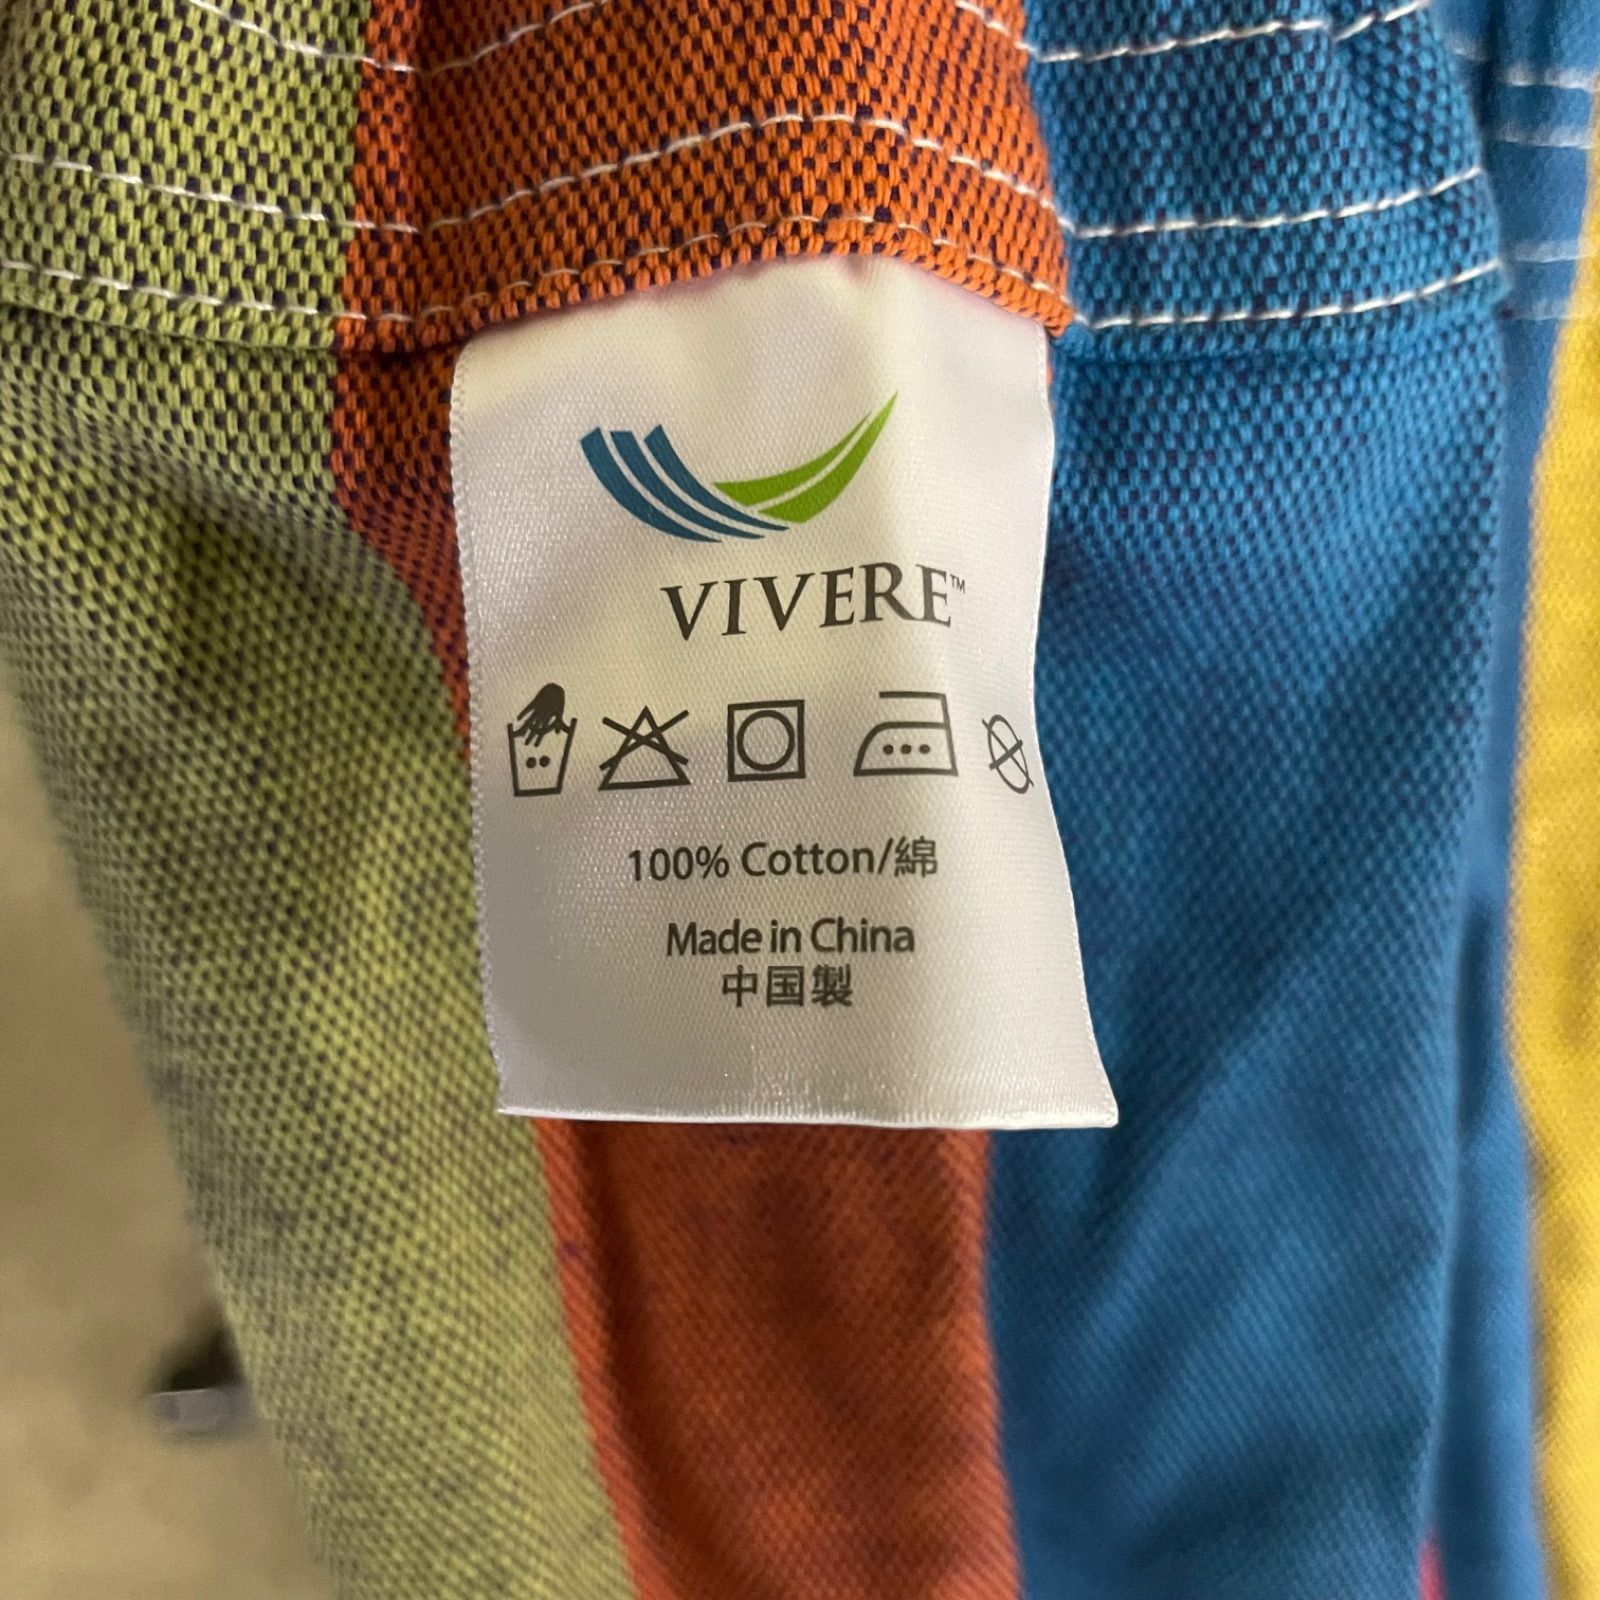 VIVERE™
100% Cotton/綿
Made in China
中国製